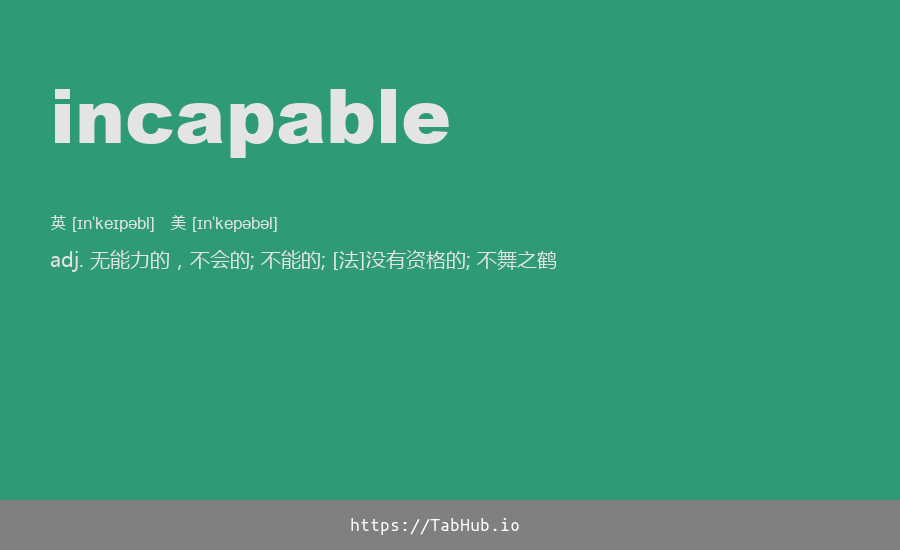 incapable
英 [ɪn'keɪpəbl] 美 [ɪn'kepəbəl]
adj. 无能力的，不会的; 不能的; [法]没有资格的; 不舞之鹤
https://TabHub.io